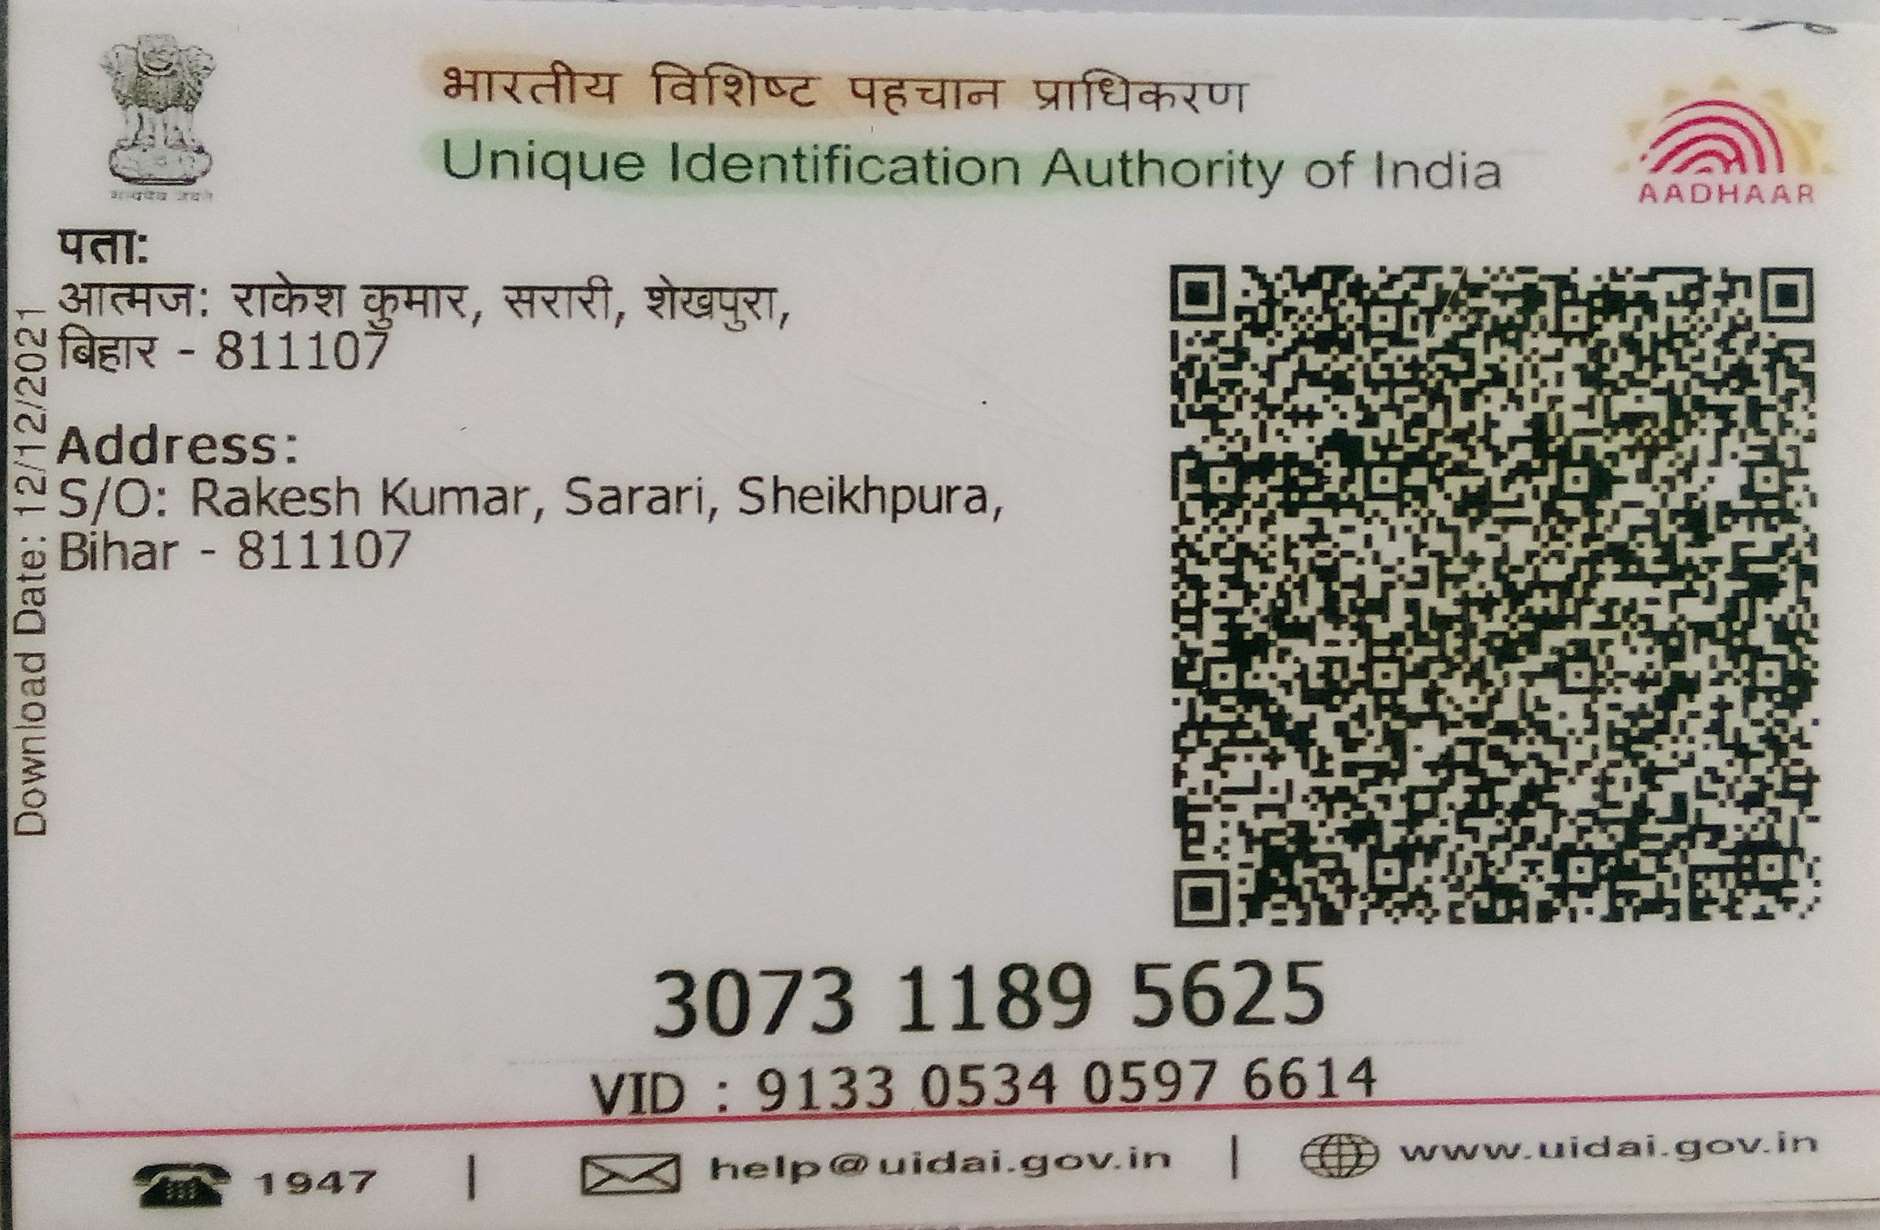 भारतीय विशिष्ट पहचान प्राधिकरण
Unique Identification Authority of India
AADHAAR
सत्यमेव जयते
पता:
आत्मज: राकेश कुमार, सरारी, शेखपुरा,
बिहार - 811107
Address:
S/O: Rakesh Kumar, Sarari, Sheikhpura,
Bihar - 811107
Download Date: 12/12/2021
3073 1189 5625
VID : 9133 0534 0597 6614
1947 | help@uidai.gov.in | www.uidai.gov.in